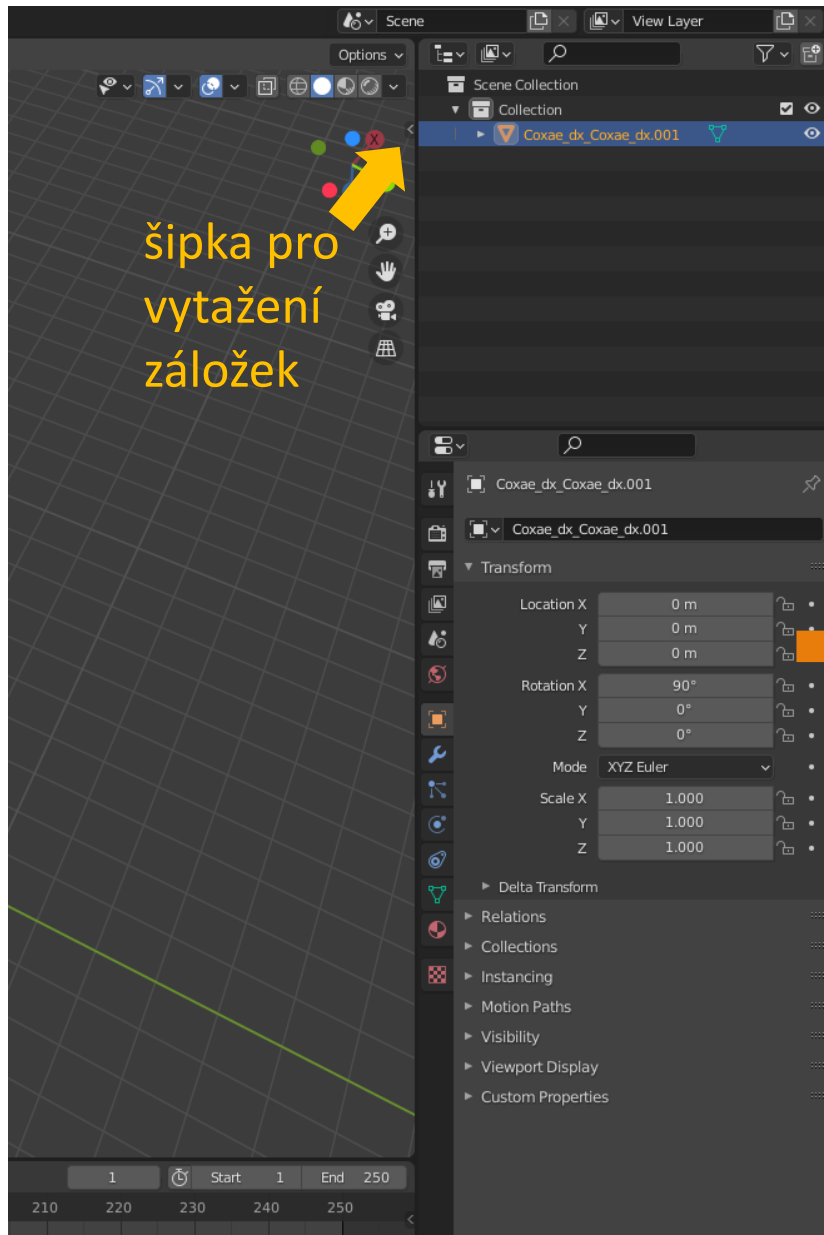 Scene
View Layer
Options
Scene Collection
Collection
Coxae_dx_Coxae_dx.001
X
šipka pro
vytažení
záložek
Coxae_dx_Coxae_dx.001
Coxae_dx_Coxae_dx.001
Transform
Location X 0 m
Y 0 m
Z 0 m
Rotation X 90°
Y 0°
Z 0°
Mode XYZ Euler
Scale X 1.000
Y 1.000
Z 1.000
Delta Transform
Relations
Collections
Instancing
Motion Paths
Visibility
Viewport Display
Custom Properties
1 Start 1 End 250
210 220 230 240 250